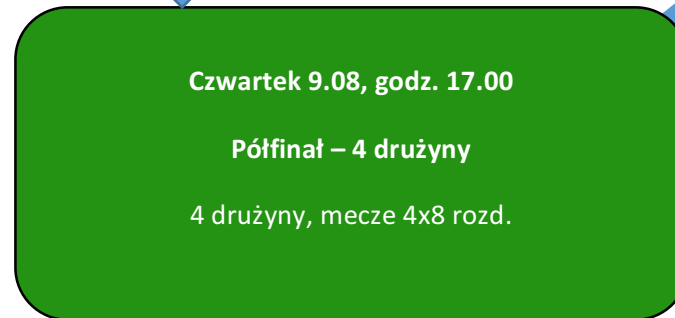 Czwartek 9.08, godz. 17.00
Półfinał – 4 drużyny
4 drużyny, mecze 4x8 rozd.